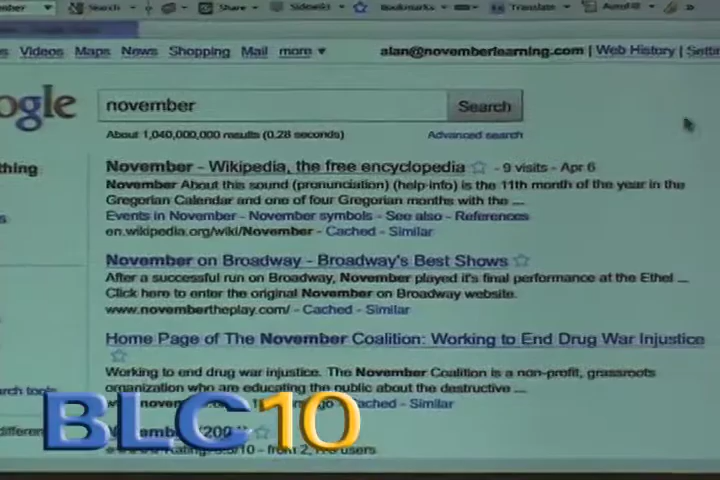 Search Share Sidewiki Bookmarks Translate AutoFill
Videos Maps News Shopping Mail more ▼ alan@novemberlearning.com | Web History |
november Search
About 1,040,000,000 results (0.28 seconds) Advanced search
November - Wikipedia, the free encyclopedia - 9 visits - Apr 6
November About this sound (pronunciation) (help·info) is the 11th month of the year in the
Gregorian Calendar and one of four Gregorian months with the ...
Events in November - November symbols - See also - References
en.wikipedia.org/wiki/November - Cached - Similar
November on Broadway - Broadway's Best Shows
After a successful run on Broadway, November played it's final performance at the Ethel ...
Click here to enter the original November on Broadway website.
www.novembertheplay.com/ - Cached - Similar
Home Page of The November Coalition: Working to End Drug War Injustice
Working to end drug war injustice. The November Coalition is a non-profit, grassroots
organization who are educating the public about the destructive ...
Cached - Similar
BLC10
users